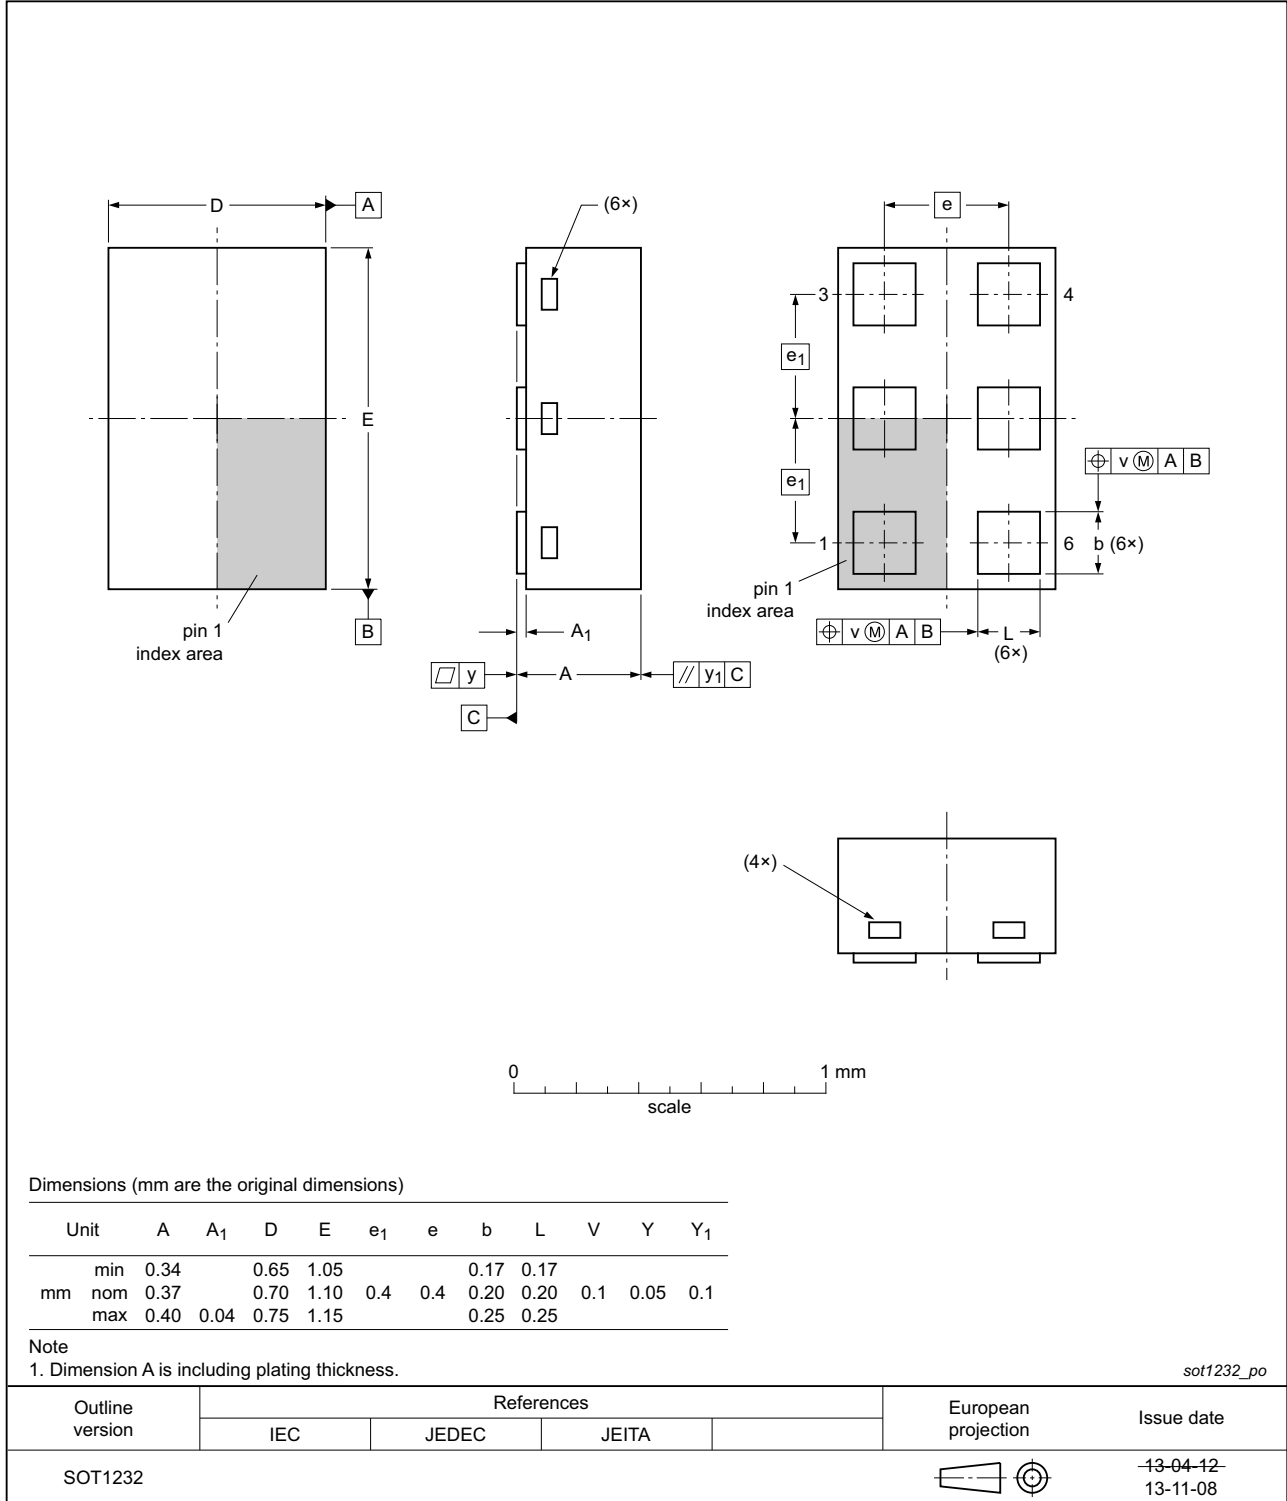 D A (6×) e
3 4
e1
E
v M A B
e1
1 6 b (6×)
pin 1
index area
pin 1
index area
B A1 v M A B L
(6×)
y A y1 C
C
(4×)
0 1 mm
scale
Dimensions (mm are the original dimensions)
Unit A A1 D E e1 e b L V Y Y1
min 0.34 0.65 1.05 0.17 0.17
mm nom 0.37 0.70 1.10 0.4 0.4 0.20 0.20 0.1 0.05 0.1
max 0.40 0.04 0.75 1.15 0.25 0.25
Note
1. Dimension A is including plating thickness.
sot1232_po
Outline version References European projection Issue date
IEC JEDEC JEITA
SOT1232 13-04-12
13-11-08